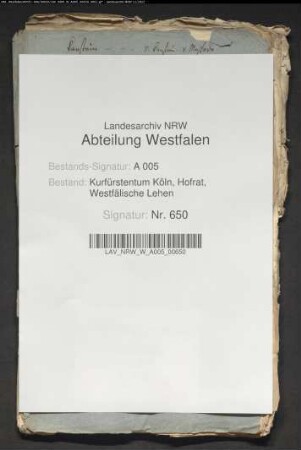 Landesarchiv NRW
Abteilung Westfalen
Bestands-Signatur: A 005
Bestand: Kurfürstentum Köln, Hofrat,
Westfälische Lehen
Signatur: Nr. 650
LAV_NRW_W_A005_00650